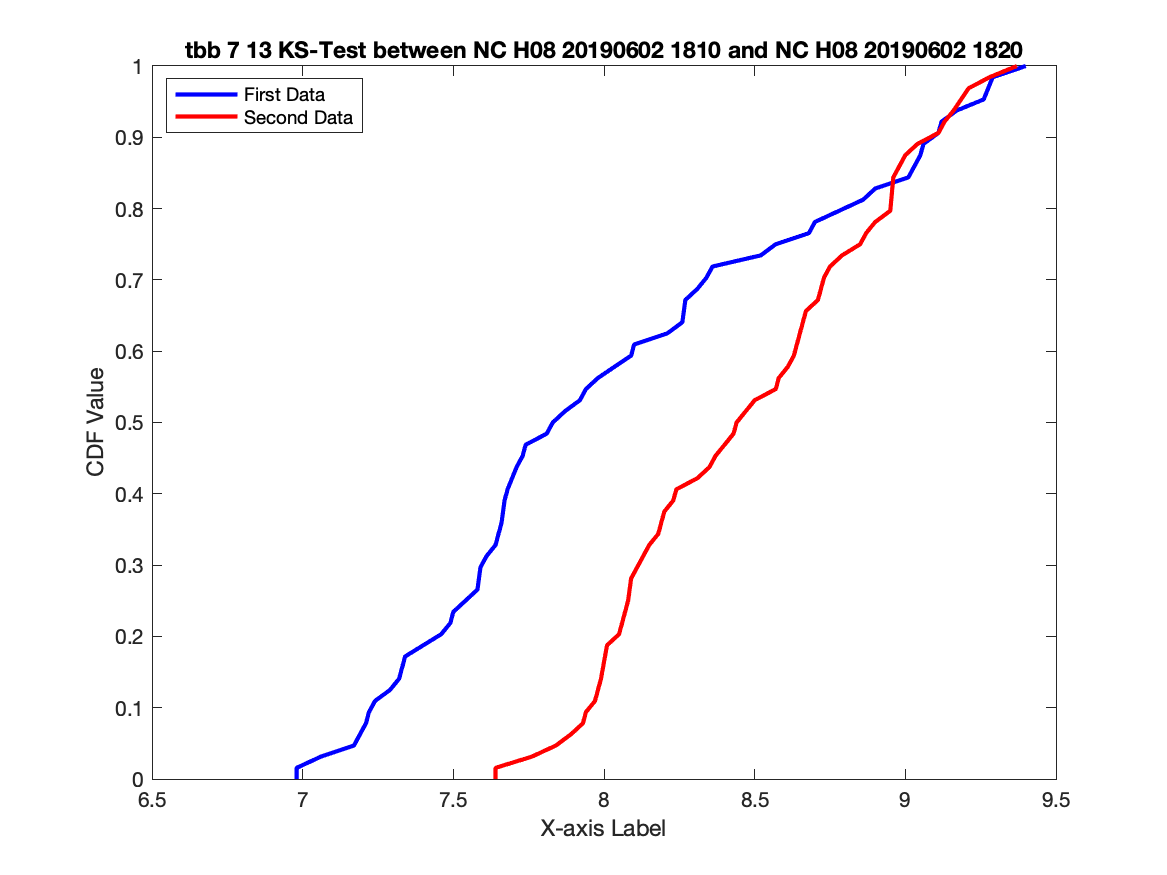 tbb 7 13 KS-Test between NC H08 20190602 1810 and NC H08 20190602 1820
First Data
Second Data
1
0.9
0.8
0.7
0.6
0.5
0.4
0.3
0.2
0.1
0
CDF Value
6.5 7 7.5 8 8.5 9 9.5
X-axis Label